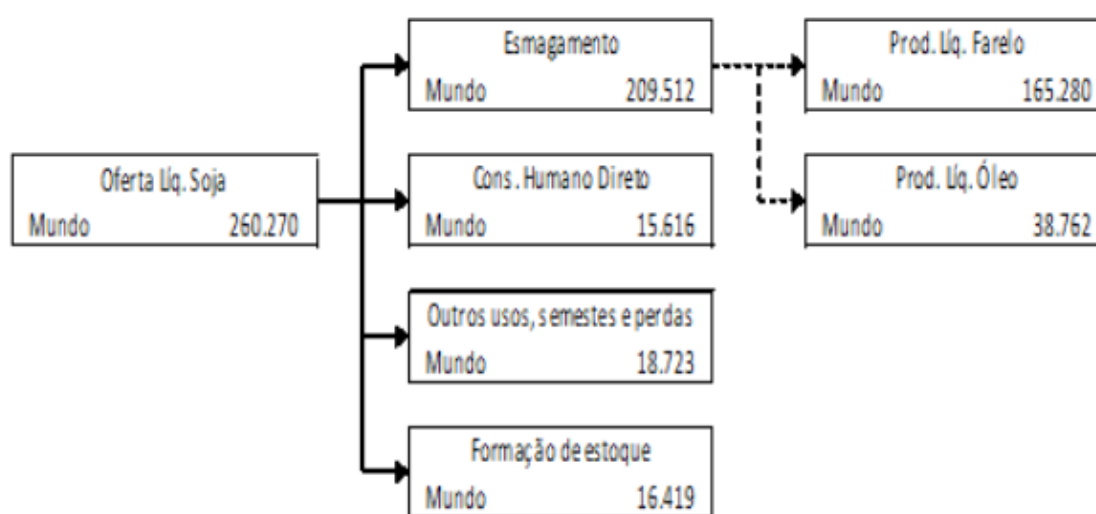 Esmagamento
Mundo 209.512
Prod. Líq. Farelo
Mundo 165.280
Oferta Líq. Soja
Mundo 260.270
Cons. Humano Direto
Mundo 15.616
Prod. Líq. Óleo
Mundo 38.762
Outros usos, semestes e perdas
Mundo 18.723
Formação de estoque
Mundo 16.419